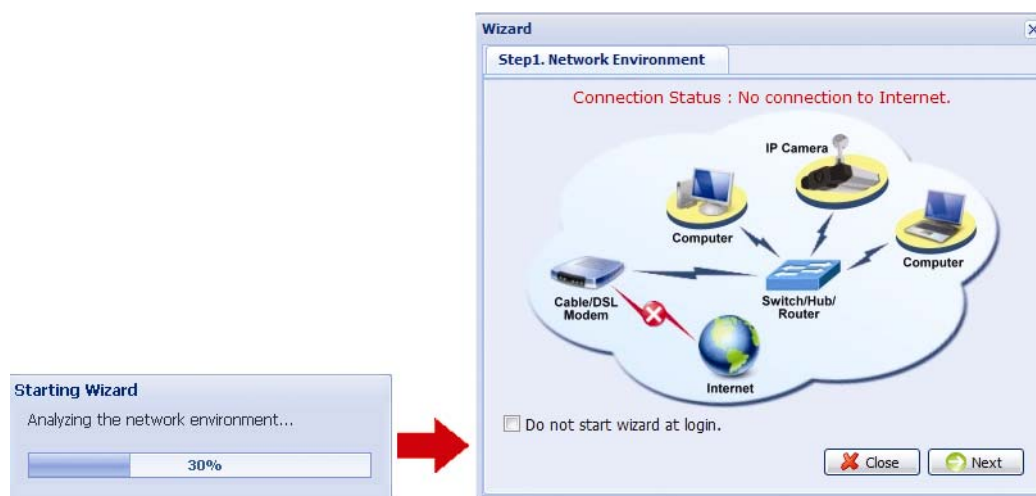 Starting Wizard
Analyzing the network environment...
30%
Wizard
Step1. Network Environment
Connection Status : No connection to Internet.
IP Camera
Computer
Computer
Cable/DSL
Modem
Switch/Hub/
Router
Internet
Do not start wizard at login.
Close
Next